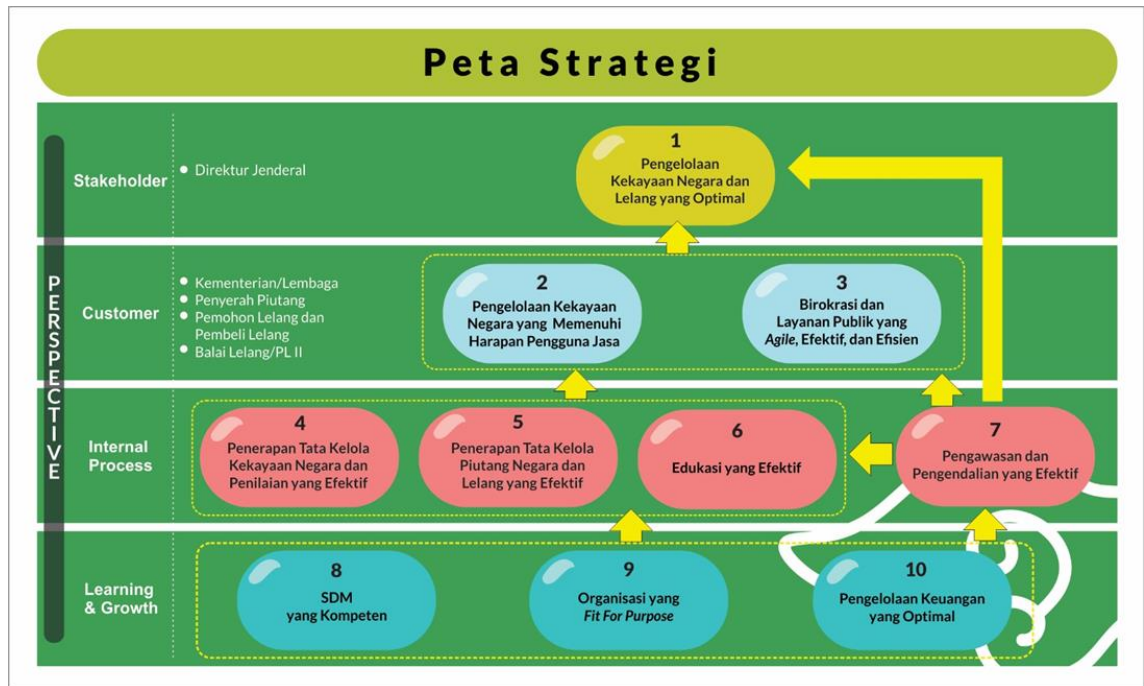 Peta Strategi
PERSPECTIVE
Stakeholder
• Direktur Jenderal
1
Pengelolaan
Kekayaan Negara dan
Lelang yang Optimal
Customer
• Kementerian/Lembaga
• Penyerah Piutang
• Pemohon Lelang dan
Pembeli Lelang
• Balai Lelang/PL II
2
Pengelolaan Kekayaan
Negara yang Memenuhi
Harapan Pengguna Jasa
3
Birokrasi dan
Layanan Publik yang
Agile, Efektif, dan Efisien
Internal
Process
4
Penerapan Tata Kelola
Kekayaan Negara dan
Penilaian yang Efektif
5
Penerapan Tata Kelola
Piutang Negara dan
Lelang yang Efektif
6
Edukasi yang Efektif
7
Pengawasan dan
Pengendalian yang Efektif
Learning
& Growth
8
SDM
yang Kompeten
9
Organisasi yang
Fit For Purpose
10
Pengelolaan Keuangan
yang Optimal